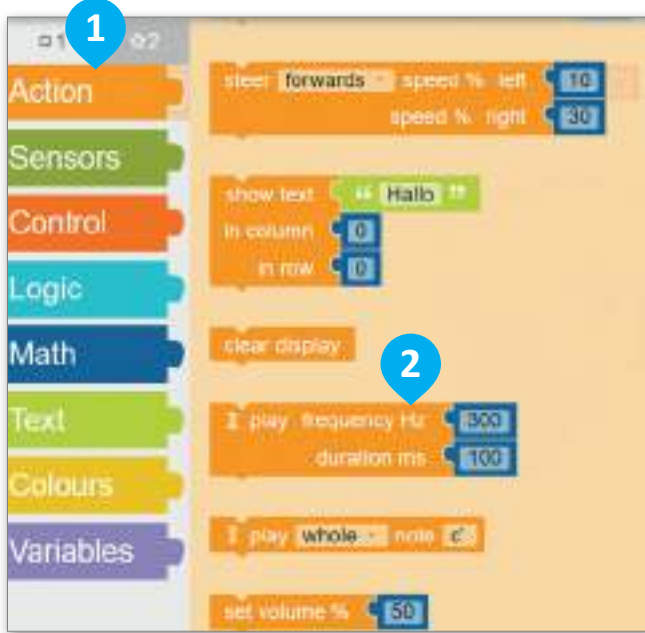 1
2
Action
Sensors
Control
Logic
Math
Text
Colours
Variables
steer forwards speed % left 10
speed % right 30
show text “ Hallo ”
in column 0
in row 0
clear display
2
play frequency Hz 300
duration ms 100
play whole note c'
set volume % 50